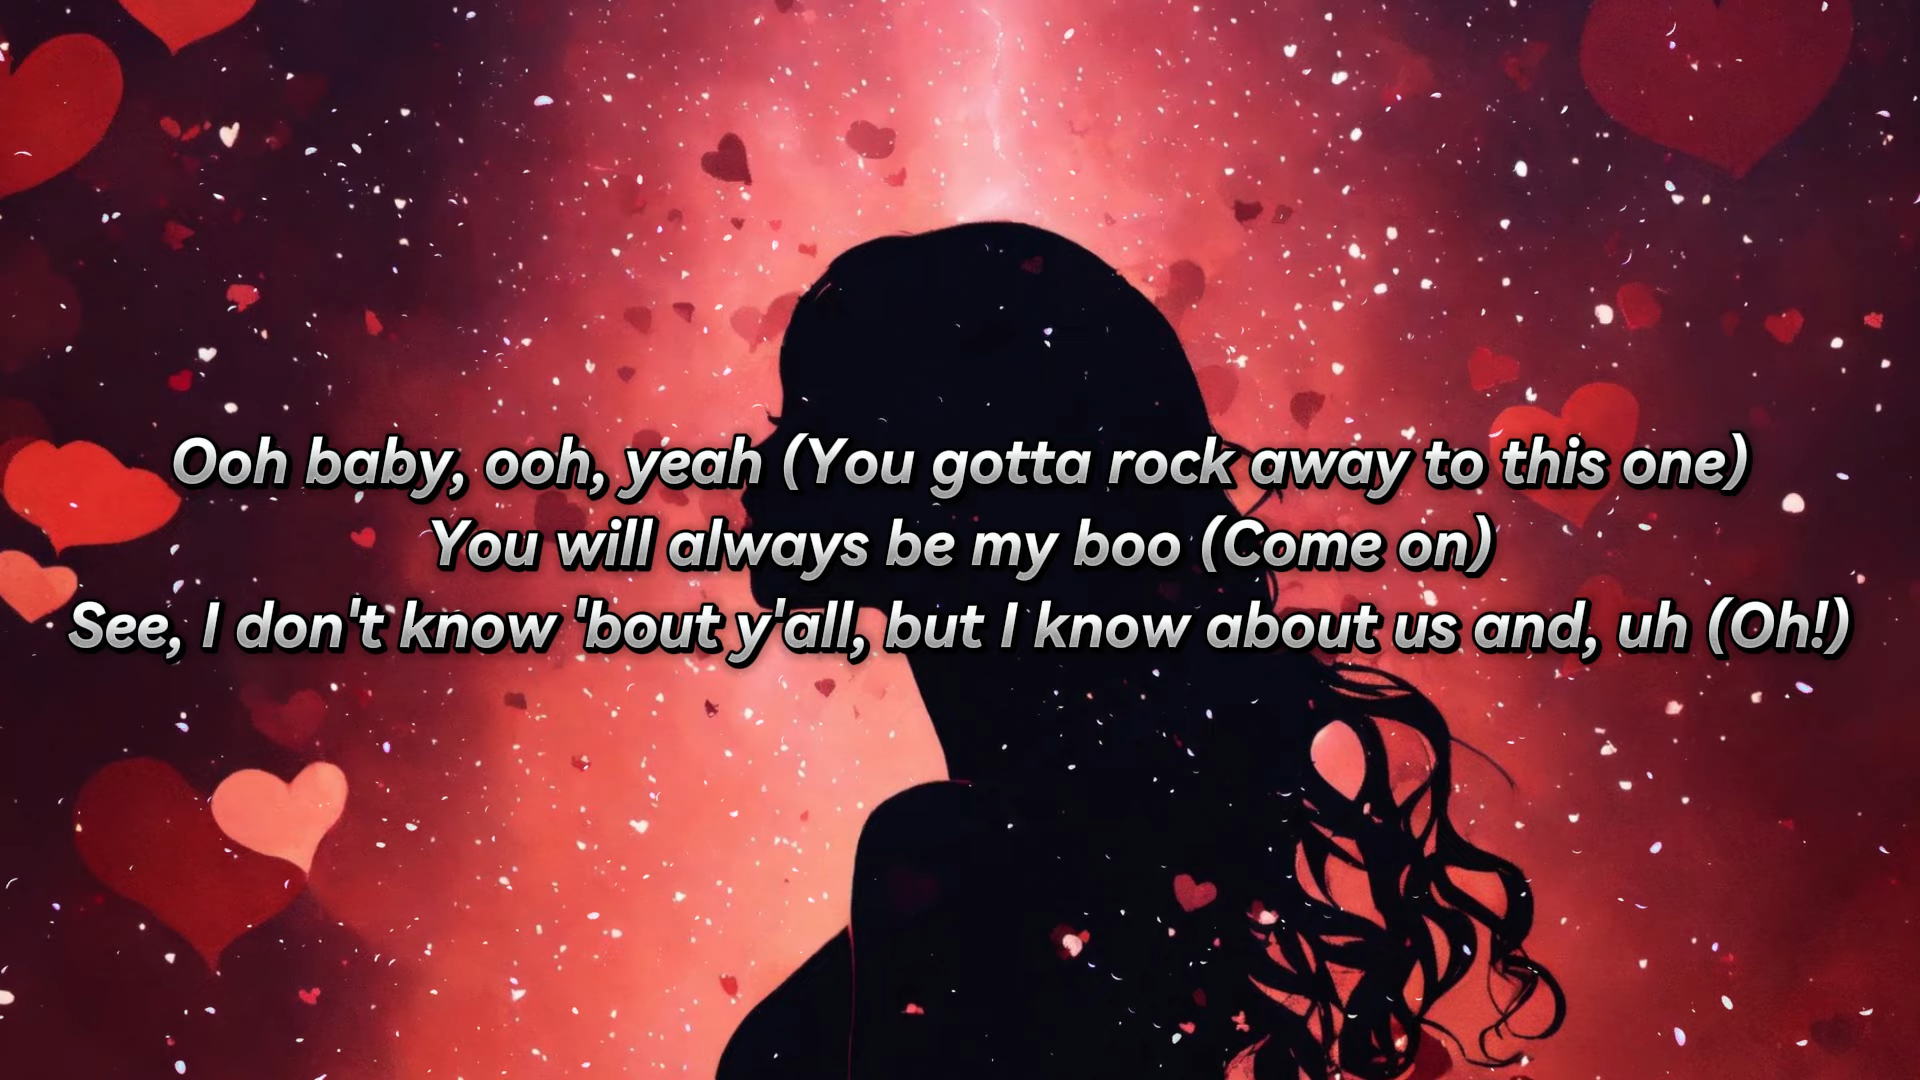 Ooh baby, ooh, yeah (You gotta rock away to this one)
You will always be my boo (Come on)
See, I don't know 'bout y'all, but I know about us and, uh (Oh!)